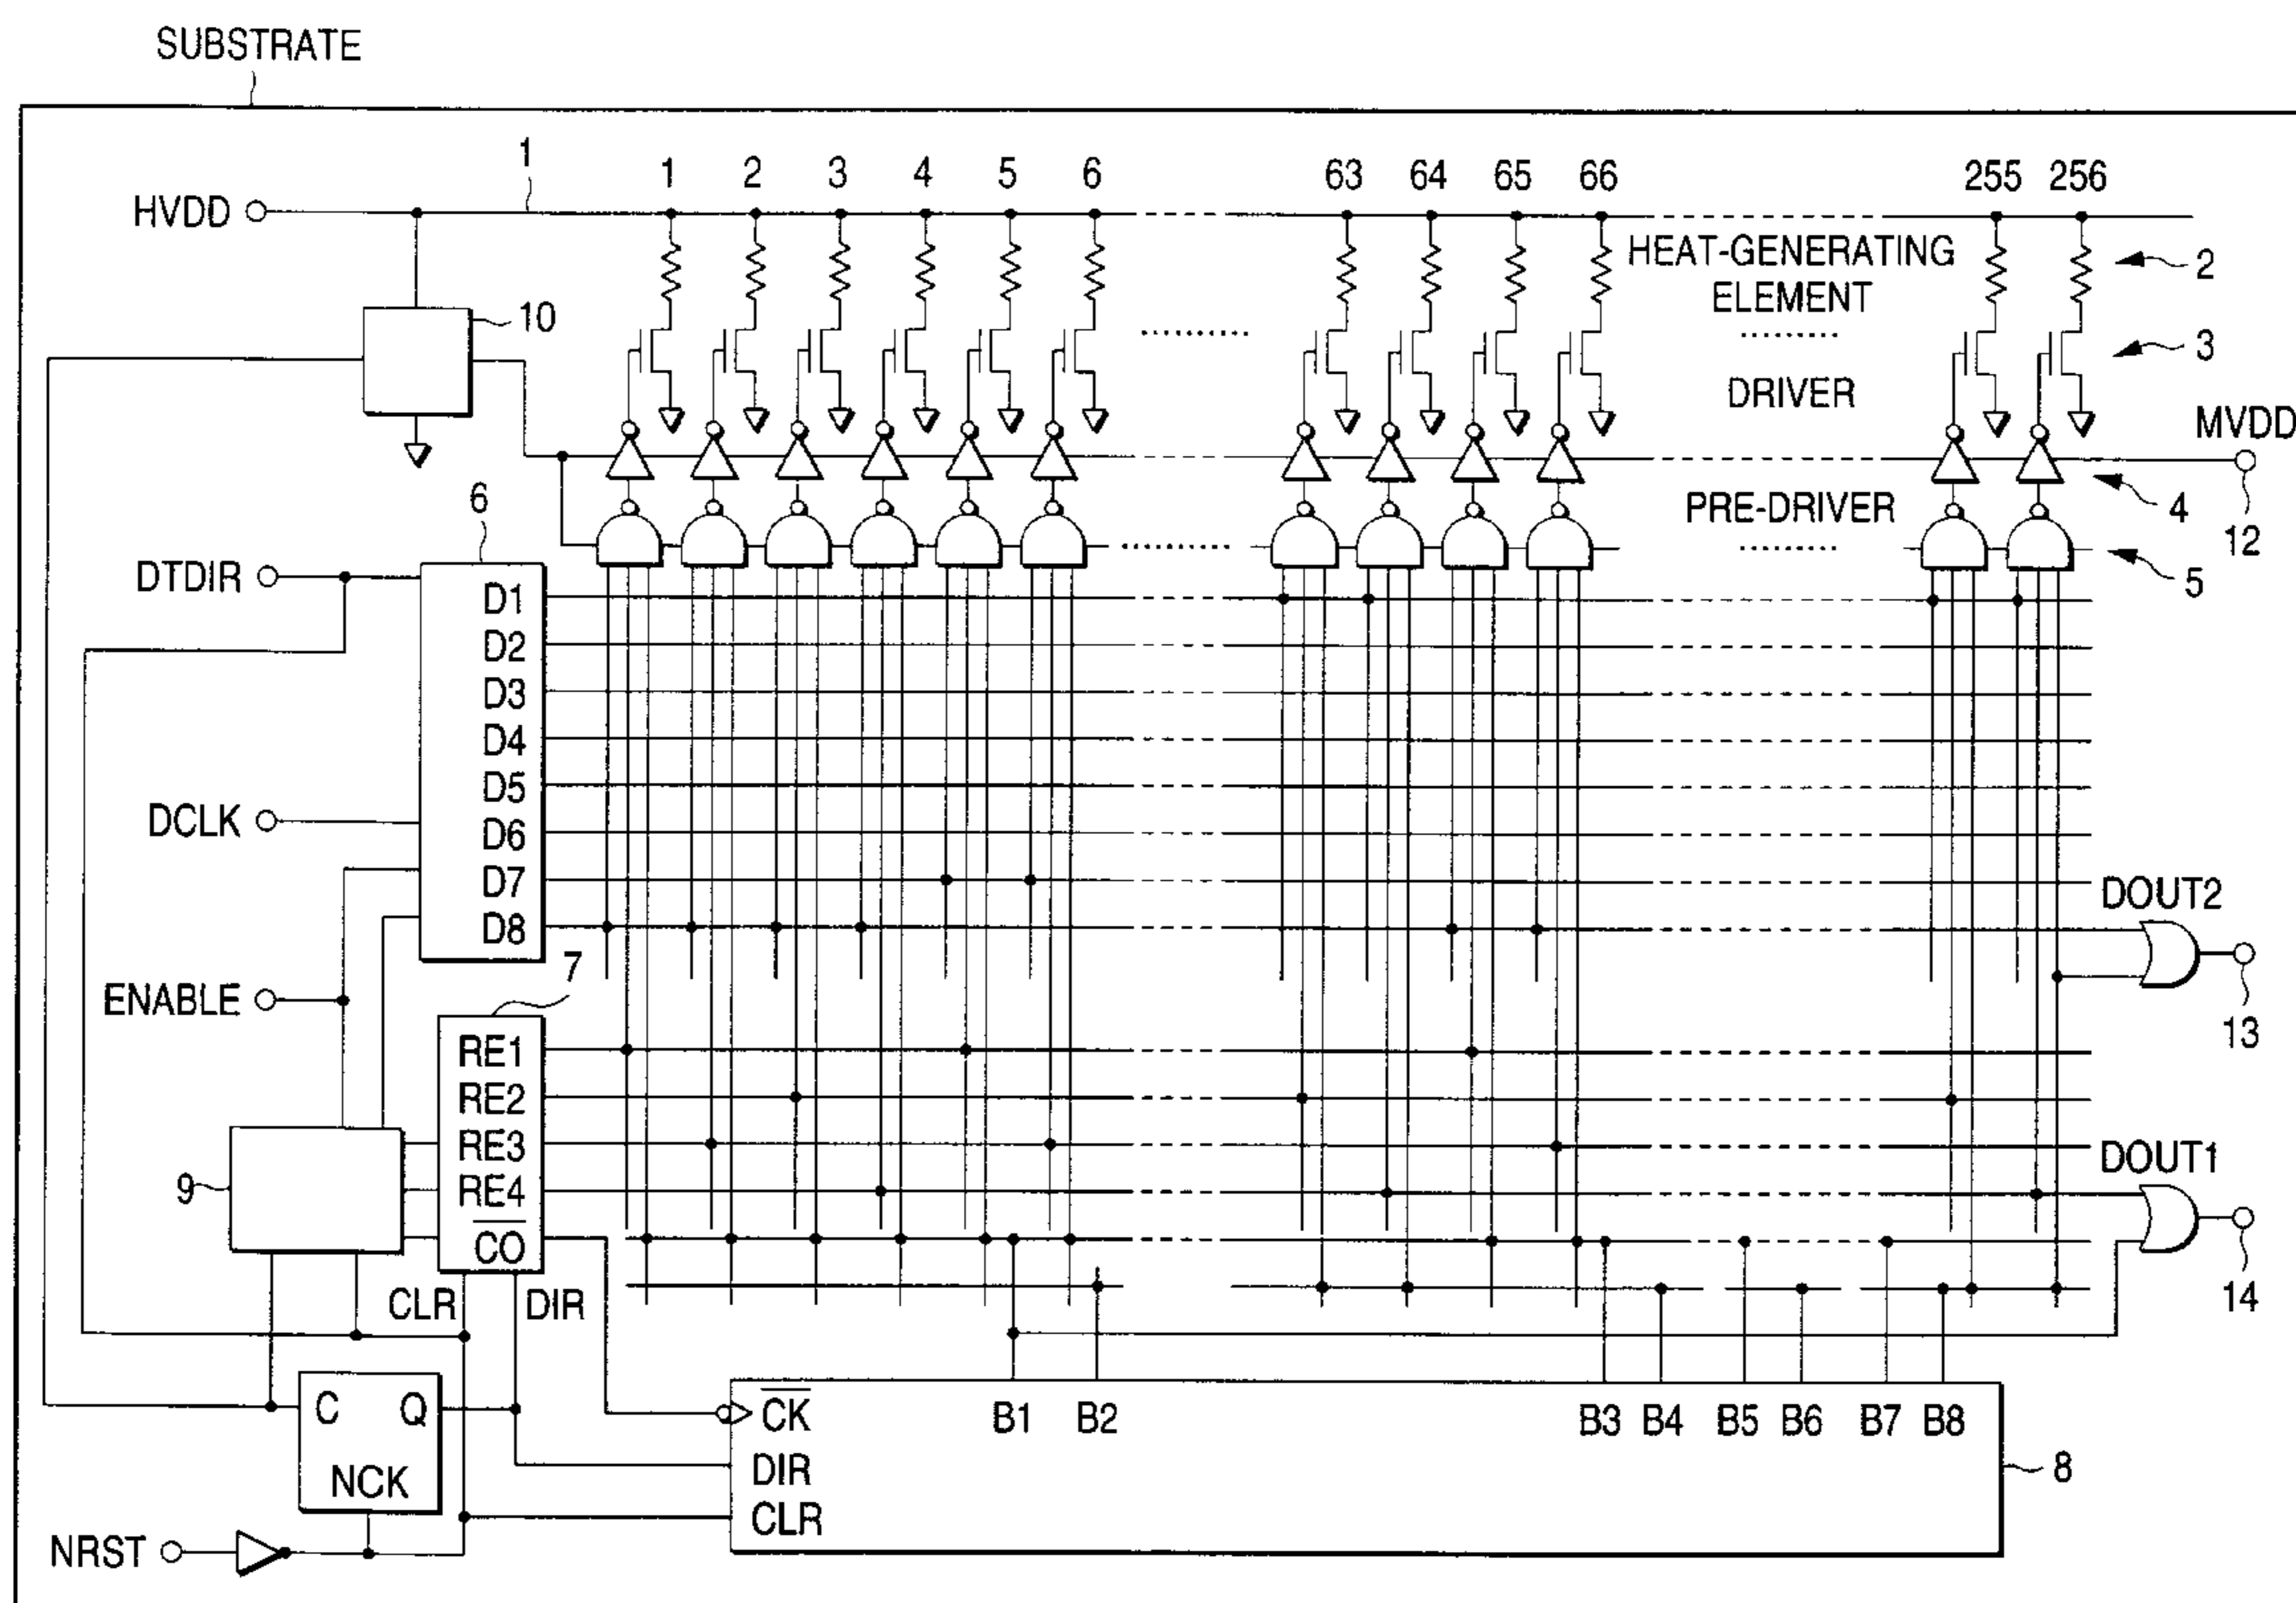 SUBSTRATE
HVDD
1
1 2 3 4 5 6 63 64 65 66 255 256
HEAT-GENERATING
ELEMENT
2
10
3
DRIVER
MVDD
6
PRE-DRIVER
4
12
DTDIR
5
D1
D2
D3
D4
D5
DCLK
D6
D7
DOUT2
D8
7
ENABLE
13
RE1
RE2
RE3
DOUT1
9
RE4
CO
14
CLR DIR
C Q
CK
B1 B2 B3 B4 B5 B6 B7 B8
NCK
DIR
8
CLR
NRST